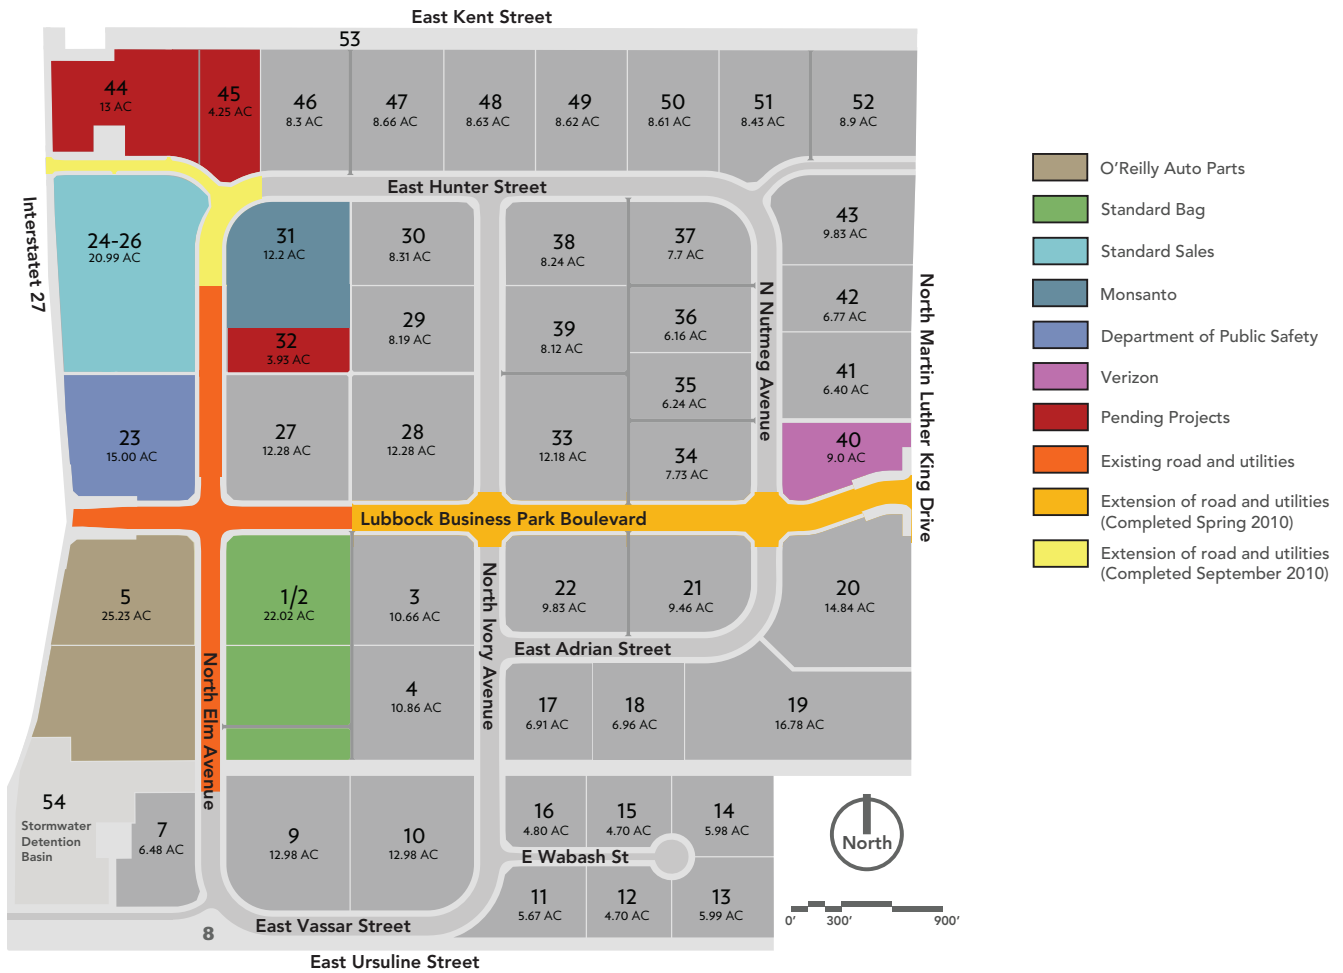 East Kent Street
53
44
13 AC
45
4.25 AC
46
8.3 AC
47
8.66 AC
48
8.63 AC
49
8.62 AC
50
8.61 AC
51
8.43 AC
52
8.9 AC
East Hunter Street
Interstatet 27
24-26
20.99 AC
31
12.2 AC
30
8.31 AC
38
8.24 AC
37
7.7 AC
43
9.83 AC
29
8.19 AC
39
8.12 AC
36
6.16 AC
42
6.77 AC
32
3.93 AC
35
6.24 AC
41
6.40 AC
N Nutmeg Avenue
North Martin Luther King Drive
23
15.00 AC
27
12.28 AC
28
12.28 AC
33
12.18 AC
34
7.73 AC
40
9.0 AC
Lubbock Business Park Boulevard
5
25.23 AC
1/2
22.02 AC
3
10.66 AC
22
9.83 AC
21
9.46 AC
20
14.84 AC
North Ivory Avenue
East Adrian Street
North Elm Avenue
4
10.86 AC
17
6.91 AC
18
6.96 AC
19
16.78 AC
54
Stormwater
Detention
Basin
7
6.48 AC
9
12.98 AC
10
12.98 AC
16
4.80 AC
15
4.70 AC
14
5.98 AC
E Wabash St
11
5.67 AC
12
4.70 AC
13
5.99 AC
East Vassar Street
8
East Ursuline Street
O'Reilly Auto Parts
Standard Bag
Standard Sales
Monsanto
Department of Public Safety
Verizon
Pending Projects
Existing road and utilities
Extension of road and utilities
(Completed Spring 2010)
Extension of road and utilities
(Completed September 2010)
North
0' 300' 900'